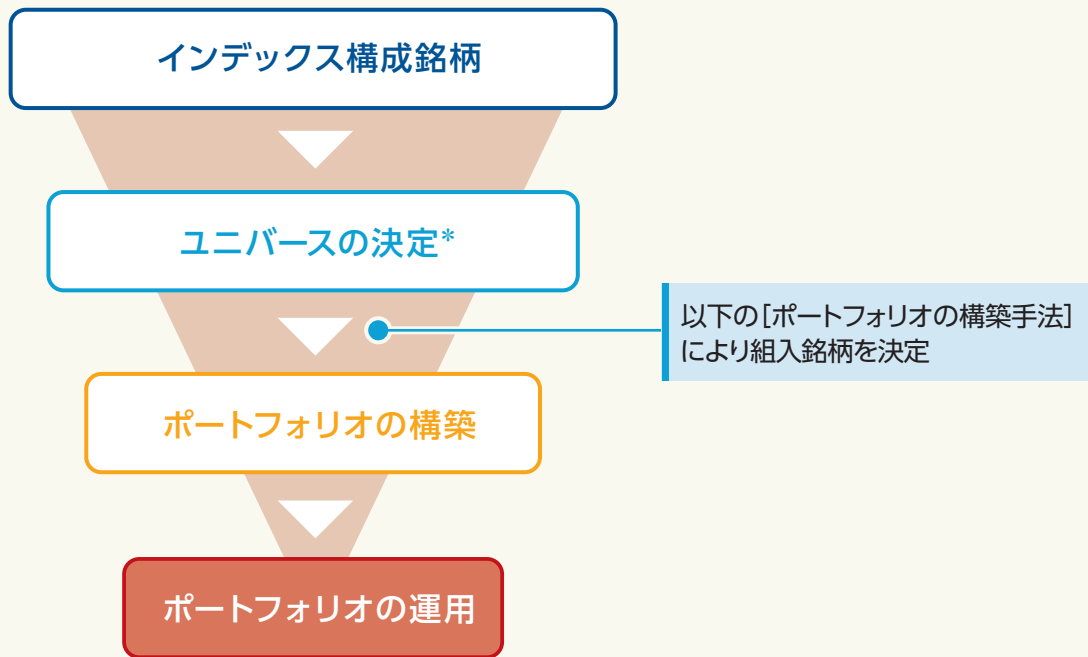 インデックス構成銘柄
ユニバースの決定*
以下の[ポートフォリオの構築手法]
により組入銘柄を決定
ポートフォリオの構築
ポートフォリオの運用